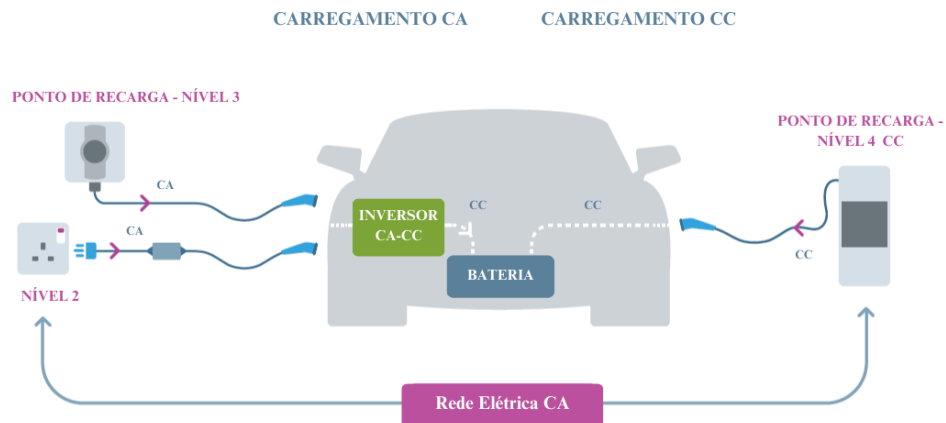 CARREGAMENTO CA
CARREGAMENTO CC
PONTO DE RECARGA - NÍVEL 3
PONTO DE RECARGA -
NÍVEL 4 CC
CA
CA
INVERSOR
CA-CC
CC
CC
CC
BATERIA
NÍVEL 2
Rede Elétrica CA